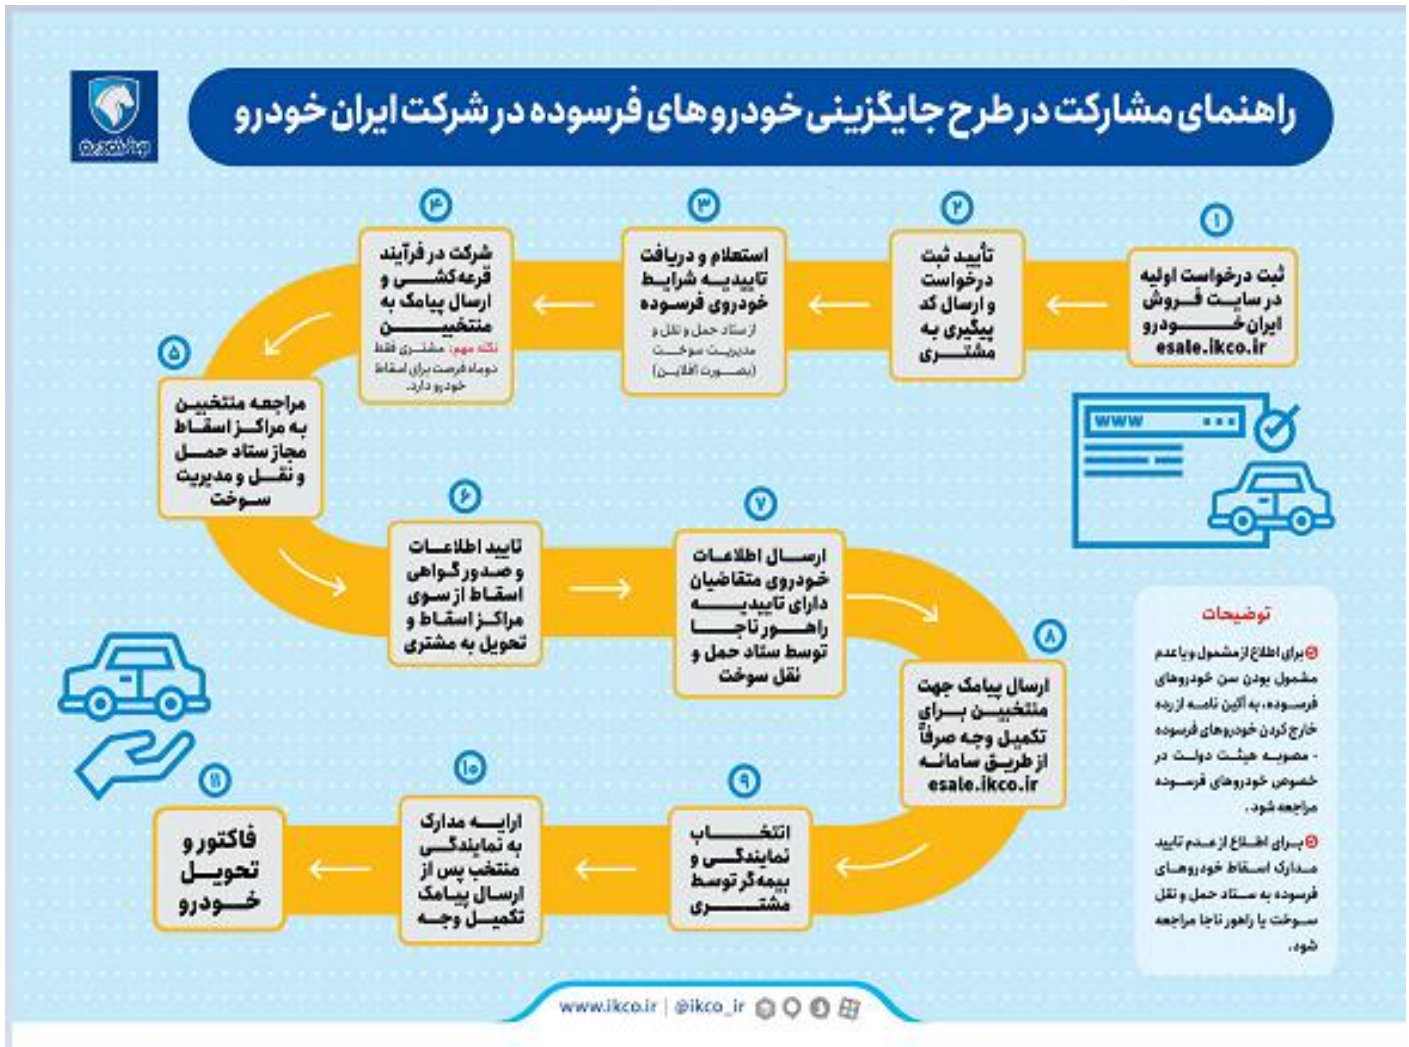 راهنمای مشارکت در طرح جایگزینی خودروهای فرسوده در شرکت ایران خودرو
ایران‌خودرو
۱
ثبت درخواست اولیه
در سایت فروش
ایران‌خودرو
esale.ikco.ir
۲
تأیید ثبت
درخواست
و ارسال کد
پیگیری به
مشتری
۳
استعلام و دریافت
تاییدیه شرایط
خودروی فرسوده
از ستاد حمل و نقل و
مدیریت سوخت
(بصورت آفلاین)
۴
شرکت در فرآیند
قرعه‌کشی و
ارسال پیامک به
منتخبین
نکته مهم: مشتری فقط
دوماه فرصت برای اسقاط
خودرو دارد.
۵
مراجعه منتخبین
به مراکز اسقاط
مجاز ستاد حمل
و نقل و مدیریت
سوخت
۶
تایید اطلاعات
و صدور گواهی
اسقاط از سوی
مراکز اسقاط و
تحویل به مشتری
۷
ارسال اطلاعات
خودروی متقاضیان
دارای تاییدیه
راهور ناجا
توسط ستاد حمل و
نقل سوخت
۸
ارسال پیامک جهت
منتخبین برای
تکمیل وجه صرفاً
از طریق سامانه
esale.ikco.ir
۹
انتخاب
نمایندگی و
بیمه‌گر توسط
مشتری
۱۰
ارایه مدارک
به نمایندگی
منتخب پس از
ارسال پیامک
تکمیل وجه
۱۱
فاکتور و
تحویل
خودرو
www
توضیحات
برای اطلاع از مشمول و یا عدم
مشمول بودن سن خودروهای
فرسوده، به آئین نامه از رده
خارج کردن خودروهای فرسوده
- مصوبه هیئت دولت در
خصوص خودروهای فرسوده
مراجعه شود.
برای اطلاع از عدم تایید
مدارک اسقاط خودروهای
فرسوده به ستاد حمل و نقل
سوخت یا راهور ناجا مراجعه
شود.
www.ikco.ir | @ikco_ir